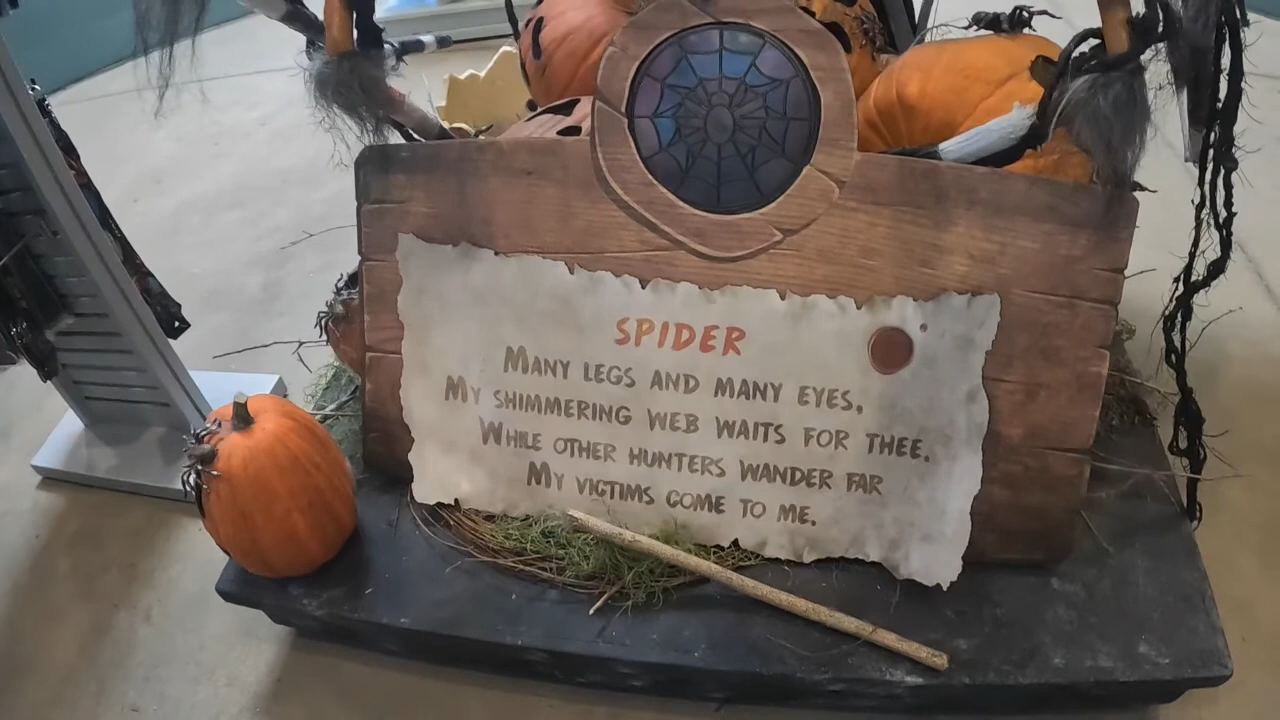 SPIDER
MANY LEGS AND MANY EYES,
MY SHIMMERING WEB WAITS FOR THEE.
WHILE OTHER HUNTERS WANDER FAR
MY VICTIMS COME TO ME.